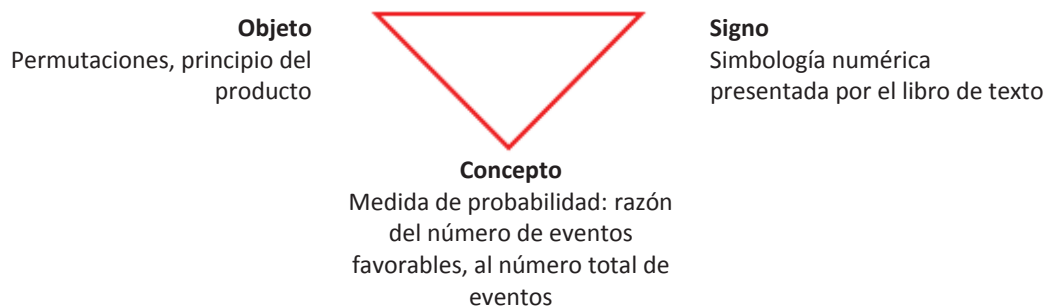 Objeto
Permutaciones, principio del
producto
Signo
Simbología numérica
presentada por el libro de texto
Concepto
Medida de probabilidad: razón
del número de eventos
favorables, al número total de
eventos